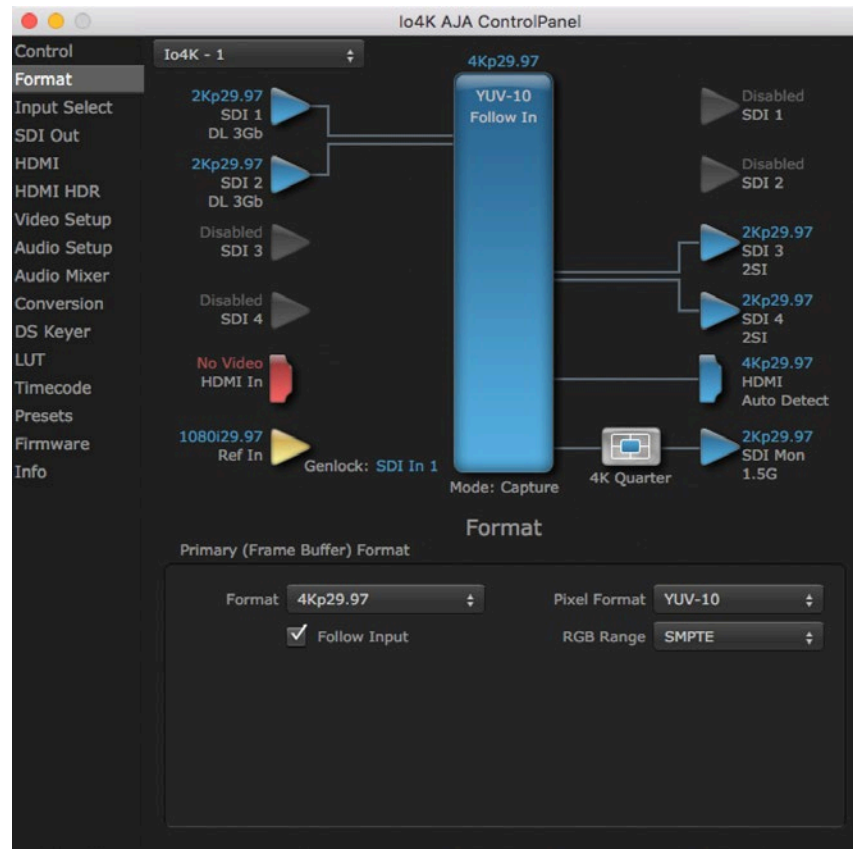 Io4K AJA ControlPanel
Control
Format
Input Select
SDI Out
HDMI
HDMI HDR
Video Setup
Audio Setup
Audio Mixer
Conversion
DS Keyer
LUT
Timecode
Presets
Firmware
Info
Io4K - 1
2Kp29.97
SDI 1
DL 3Gb
2Kp29.97
SDI 2
DL 3Gb
Disabled
SDI 3
Disabled
SDI 4
No Video
HDMI In
1080i29.97
Ref In
Genlock: SDI In 1
4Kp29.97
YUV-10
Follow In
Mode: Capture
Disabled
SDI 1
Disabled
SDI 2
2Kp29.97
SDI 3
2SI
2Kp29.97
SDI 4
2SI
4Kp29.97
HDMI
Auto Detect
4K Quarter
2Kp29.97
SDI Mon
1.5G
Format
Primary (Frame Buffer) Format
Format 4Kp29.97
Follow Input
Pixel Format YUV-10
RGB Range SMPTE